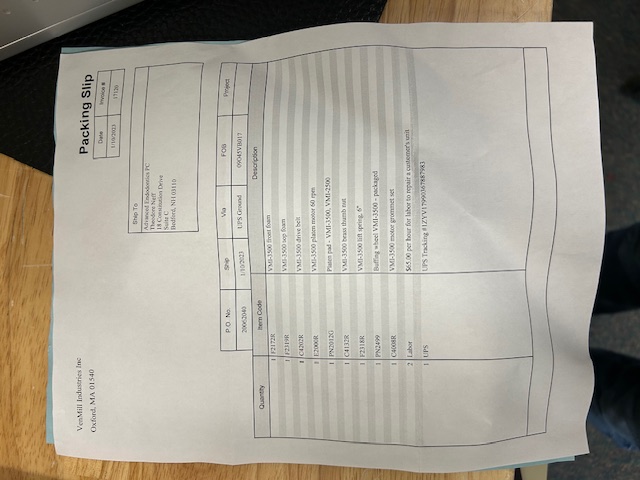 VenMill Industries Inc
Oxford, MA 01540
Packing Slip
Date Invoice #
1/10/2023 17120
Ship To
Advanced Endodontics PC
Theodore Naff
18 Constitution Drive
Suite C
Bedford, NH 03110
P.O. No. Ship Via FOB Project
20062040 1/10/2023 UPS Ground 09O45VB017
Quantity Item Code Description
1 F2172R VMI-3500 front foam
1 F2319R VMI-3500 top foam
1 C4202R VMI-3500 drive belt
1 E2000R VMI-3500 platen motor 60 rpm
1 PN2012G Platen pad - VMI-3500, VMI-2500
1 C4132R VMI-3500 brass thumb nut
1 F2318R VMI-3500 lift spring, 6"
1 PN2499 Buffing wheel VMI-3500 - packaged
1 C4008R VMI-3500 motor grommet set
2 Labor $65.00 per hour for labor to repair a customer's unit
1 UPS UPS Tracking #1ZYV17990367887983